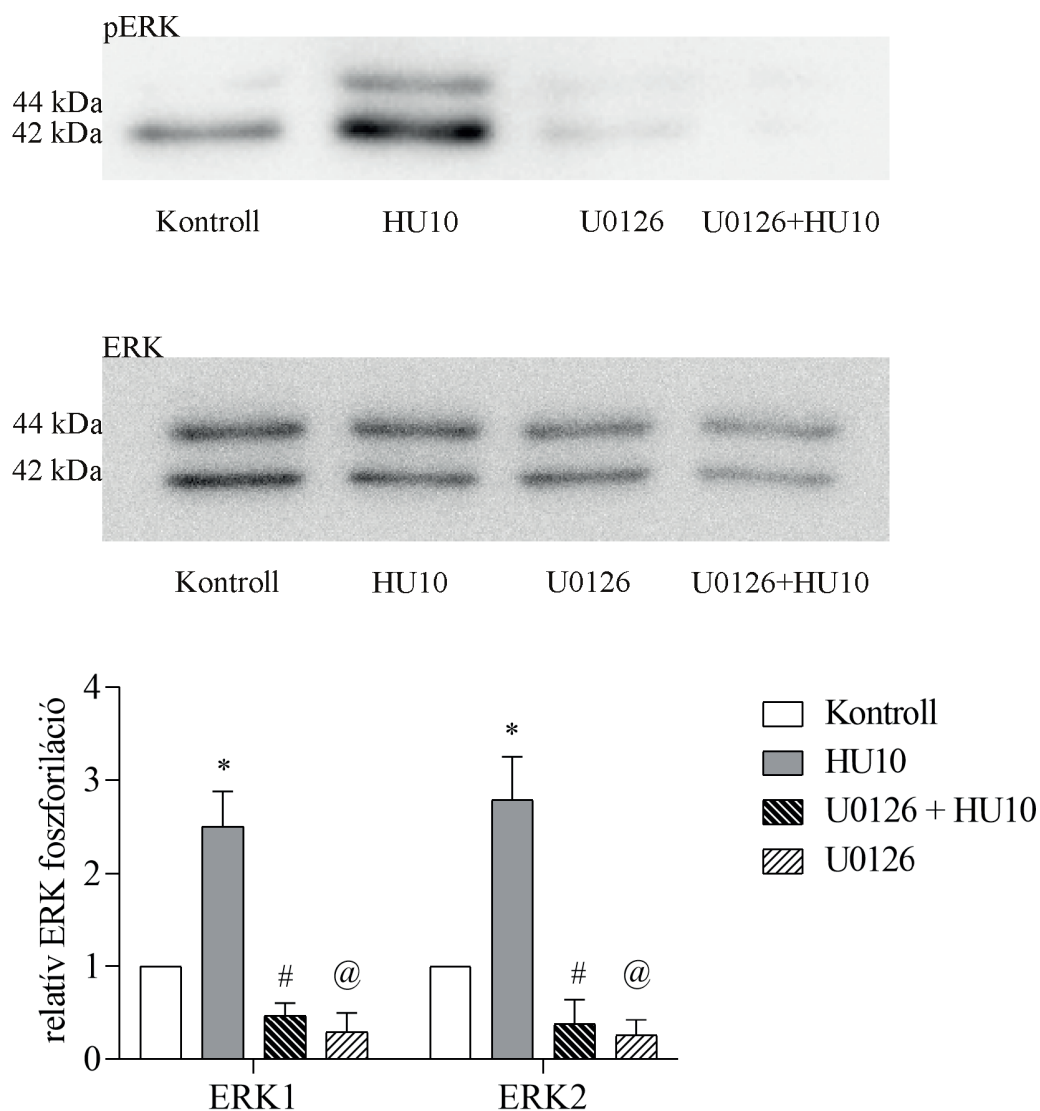 pERK
44 kDa
42 kDa
Kontroll HU10 U0126 U0126+HU10
ERK
44 kDa
42 kDa
Kontroll HU10 U0126 U0126+HU10
relatív ERK foszforiláció
4
3
2
1
0
* # @ * # @
ERK1 ERK2
Kontroll
HU10
U0126 + HU10
U0126